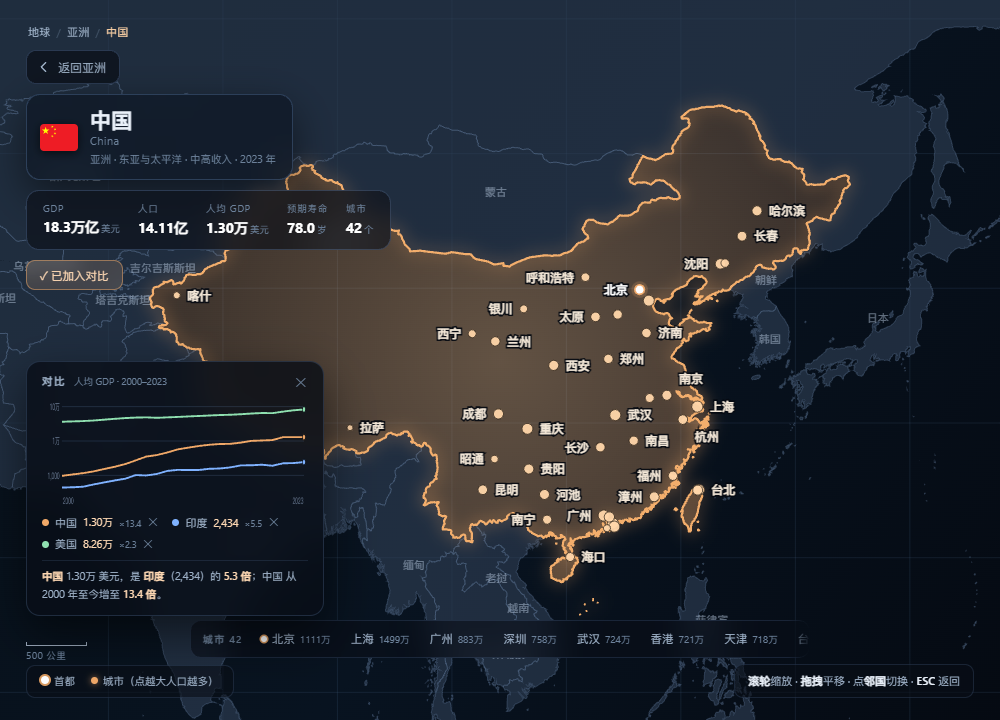 地球 / 亚洲 / 中国
返回亚洲
中国
China
亚洲 · 东亚与太平洋 · 中高收入 · 2023 年
GDP 人口 人均 GDP 预期寿命 城市
18.3万亿 美元 14.11亿 1.30万 美元 78.0 岁 42 个
✓ 已加入对比
吉尔吉斯斯坦
塔吉克斯坦
斯坦
蒙古
朝鲜
韩国
日本
缅甸
老挝
越南
哈尔滨
长春
沈阳
呼和浩特
北京
喀什
银川
太原
西宁
兰州
济南
西安
郑州
南京
成都
武汉
上海
拉萨
重庆
长沙
南昌
杭州
昭通
贵阳
福州
昆明
河池
漳州
台北
南宁
广州
海口
对比 人均 GDP · 2000–2023
10万
1万
1,000
2000 2023
中国 1.30万 ×13.4 印度 2,434 ×5.5
美国 8.26万 ×2.3
中国 1.30万 美元，是 印度（2,434）的 5.3 倍；中国 从
2000 年至今增至 13.4 倍。
城市 42 北京 1111万 上海 1499万 广州 883万 深圳 758万 武汉 724万 香港 721万 天津 718万
500 公里
首都 城市（点越大人口越多）
滚轮缩放 · 拖拽平移 · 点邻国切换 · ESC 返回